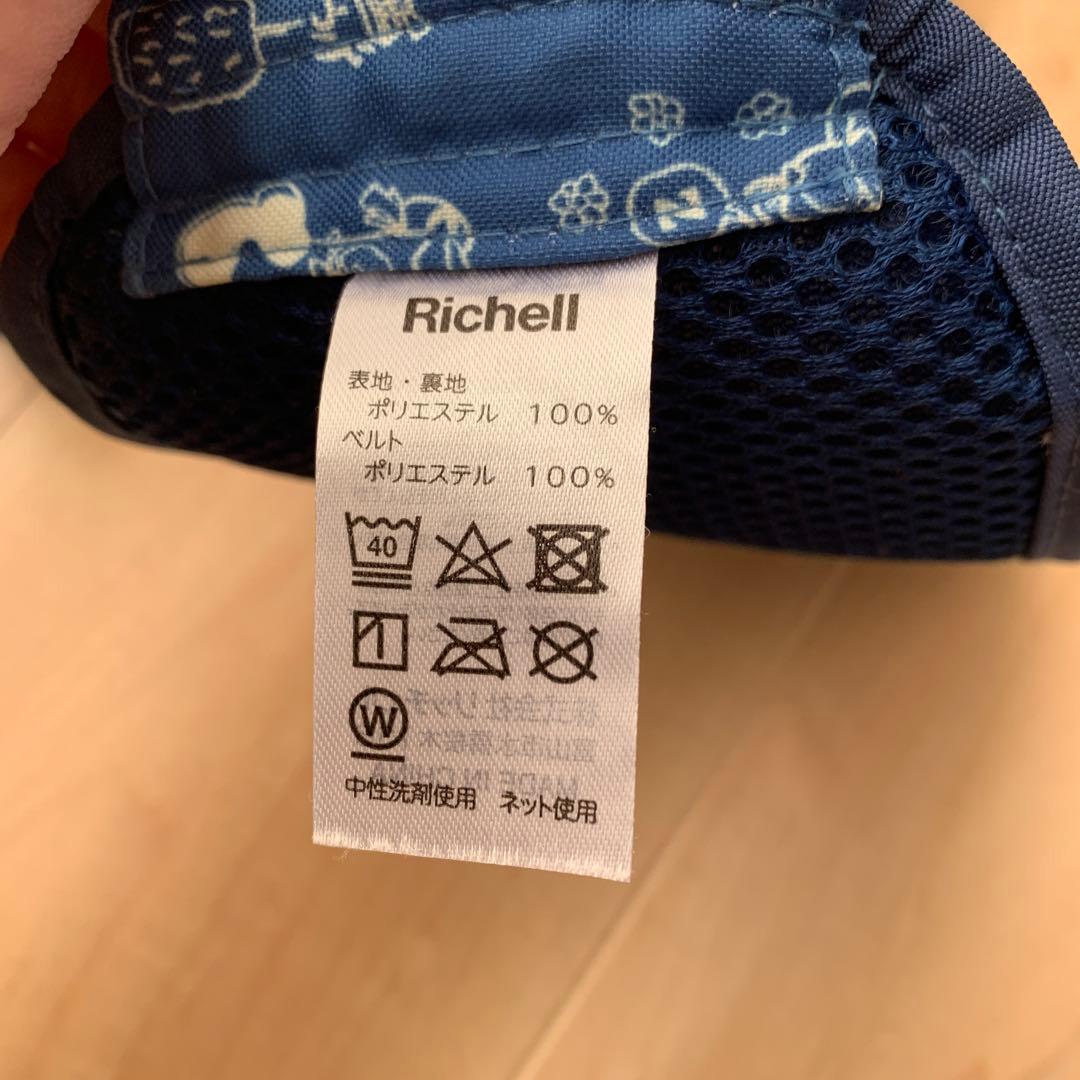 Richell
表地・裏地
ポリエステル 100%
ベルト
ポリエステル 100%
40
W
中性洗剤使用 ネット使用